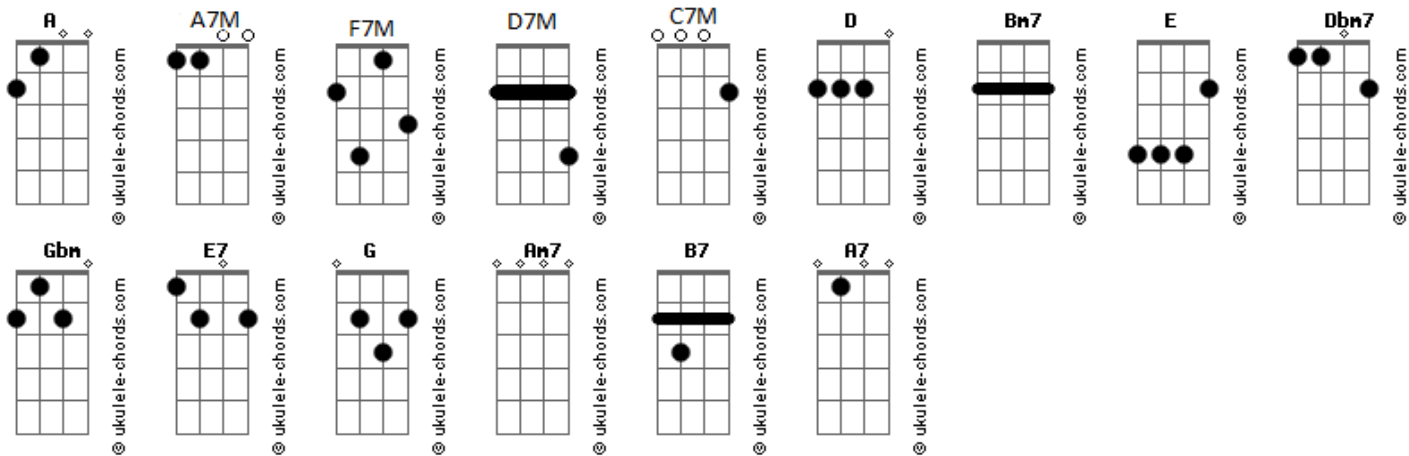 A A7M F7M D7M C7M D Bm7 E Dbm7
© ukulele-chords.com © ukulele-chords.com © ukulele-chords.com © ukulele-chords.com © ukulele-chords.com © ukulele-chords.com © ukulele-chords.com © ukulele-chords.com © ukulele-chords.com
Gbm E7 G Am7 B7 A7
© ukulele-chords.com © ukulele-chords.com © ukulele-chords.com © ukulele-chords.com © ukulele-chords.com © ukulele-chords.com